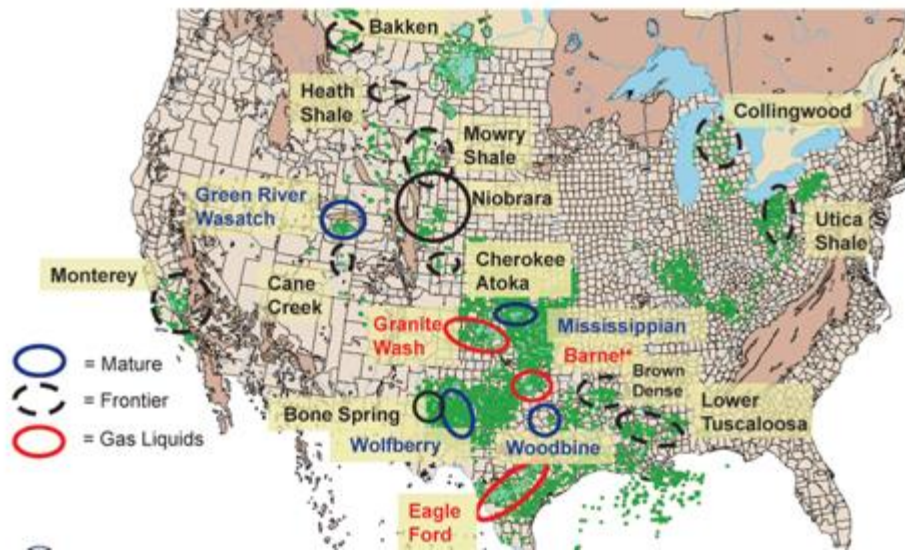 Bakken
Heath
Shale
Collingwood
Mowry
Shale
Green River
Wasatch
Niobrara
Utica
Shale
Monterey
Cane
Creek
Cherokee
Atoka
Granite
Wash
Mississippian
= Mature
Brown
Dense
= Frontier
Bone Spring
Lower
Tuscaloosa
= Gas Liquids
Wolfberry
Woodbine
Eagle
Ford